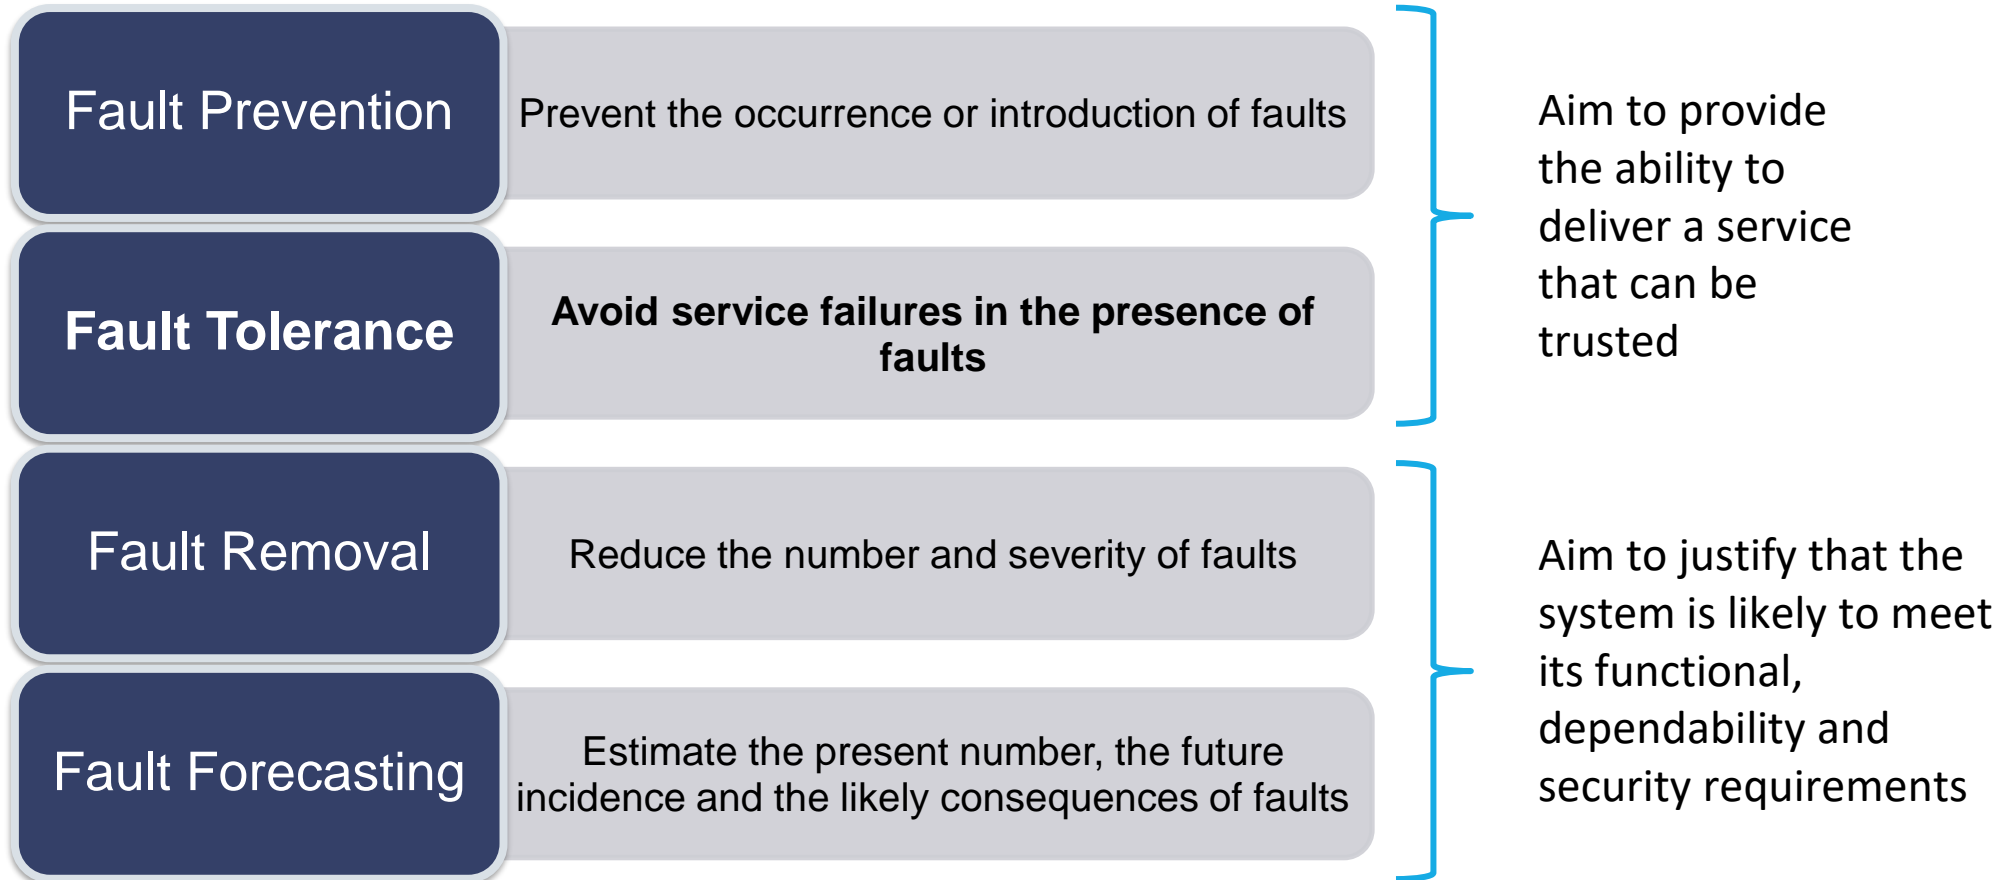 Fault Prevention
Prevent the occurrence or introduction of faults
Fault Tolerance
Avoid service failures in the presence of
faults
Aim to provide
the ability to
deliver a service
that can be
trusted
Fault Removal
Reduce the number and severity of faults
Fault Forecasting
Estimate the present number, the future
incidence and the likely consequences of faults
Aim to justify that the
system is likely to meet
its functional,
dependability and
security requirements